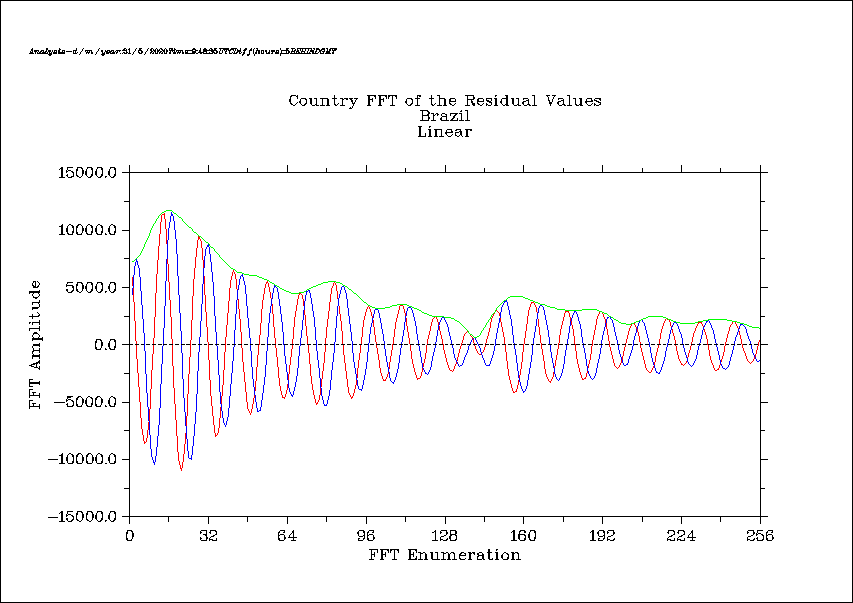 Analysis-d/m/year:31/5/2020Time:9:48:35UTCDiff(hours):5BEHINDGMT
Country FFT of the Residual Values
Brazil
Linear
15000.0
10000.0
5000.0
0.0
-5000.0
-10000.0
-15000.0
FFT Amplitude
0 32 64 96 128 160 192 224 256
FFT Enumeration